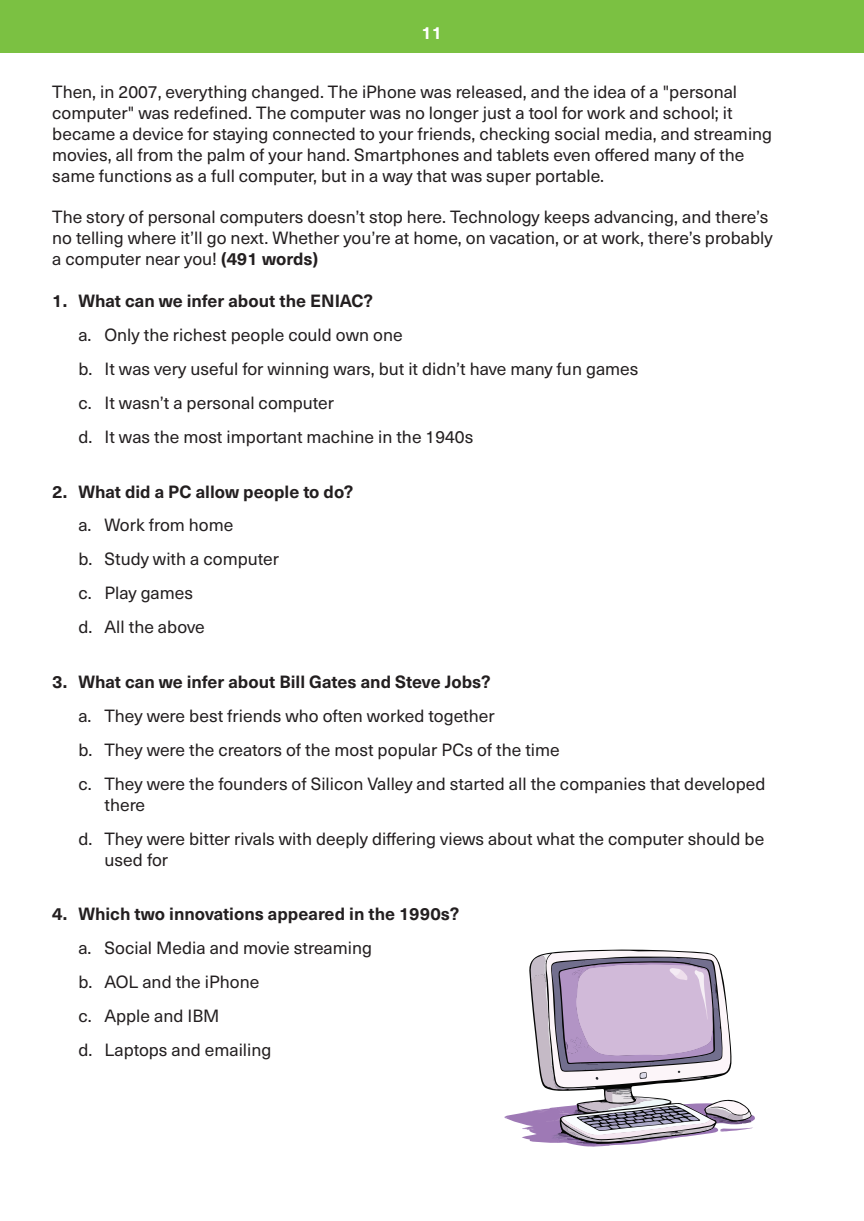 11
Then, in 2007, everything changed. The iPhone was released, and the idea of a "personal
computer" was redefined. The computer was no longer just a tool for work and school; it
became a device for staying connected to your friends, checking social media, and streaming
movies, all from the palm of your hand. Smartphones and tablets even offered many of the
same functions as a full computer, but in a way that was super portable.
The story of personal computers doesn't stop here. Technology keeps advancing, and there's
no telling where it'll go next. Whether you're at home, on vacation, or at work, there's probably
a computer near you! (491 words)
1. What can we infer about the ENIAC?
a. Only the richest people could own one
b. It was very useful for winning wars, but it didn't have many fun games
c. It wasn't a personal computer
d. It was the most important machine in the 1940s
2. What did a PC allow people to do?
a. Work from home
b. Study with a computer
c. Play games
d. All the above
3. What can we infer about Bill Gates and Steve Jobs?
a. They were best friends who often worked together
b. They were the creators of the most popular PCs of the time
c. They were the founders of Silicon Valley and started all the companies that developed
there
d. They were bitter rivals with deeply differing views about what the computer should be
used for
4. Which two innovations appeared in the 1990s?
a. Social Media and movie streaming
b. AOL and the iPhone
c. Apple and IBM
d. Laptops and emailing